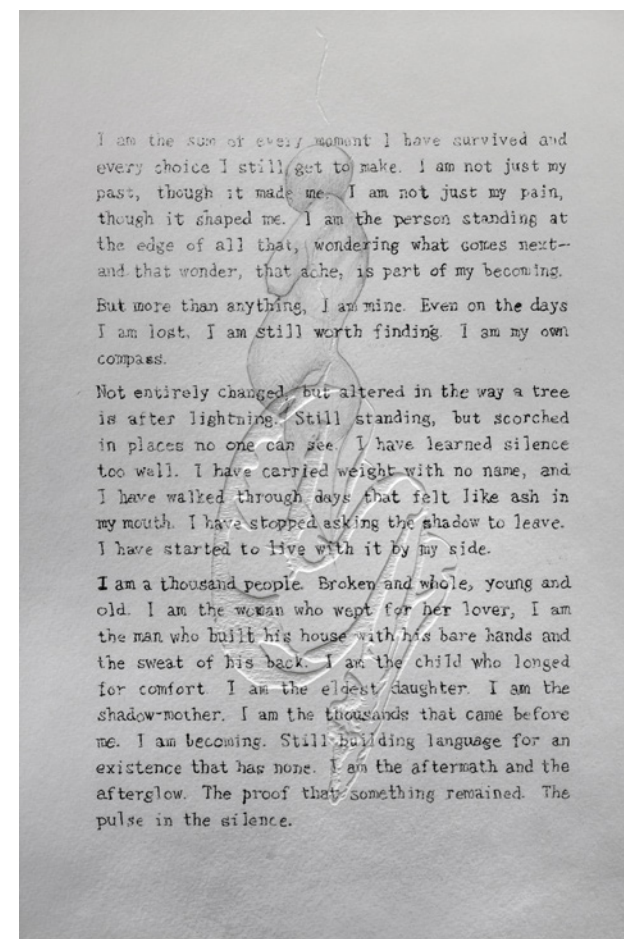 I am the sum of every moment I have survived and
every choice I still get to make. I am not just my
past, though it made me. I am not just my pain,
though it shaped me. I am the person standing at
the edge of all that, wondering what comes next--
and that wonder, that ache, is part of my becoming.
But more than anything, I am mine. Even on the days
I am lost, I am still worth finding. I am my own
compass.
Not entirely changed, but altered in the way a tree
is after lightning. Still standing, but scorched
in places no one can see. I have learned silence
too well. I have carried weight with no name, and
I have walked through days that felt like ash in
my mouth. I have stopped asking the shadow to leave.
I have started to live with it by my side.
I am a thousand people. Broken and whole, young and
old. I am the woman who wept for her lover, I am
the man who built his house with his bare hands and
the sweat of his back. I am the child who longed
for comfort. I am the eldest daughter. I am the
shadow-mother. I am the thousands that came before
me. I am becoming. Still building language for an
existence that has none. I am the aftermath and the
afterglow. The proof that something remained. The
pulse in the silence.